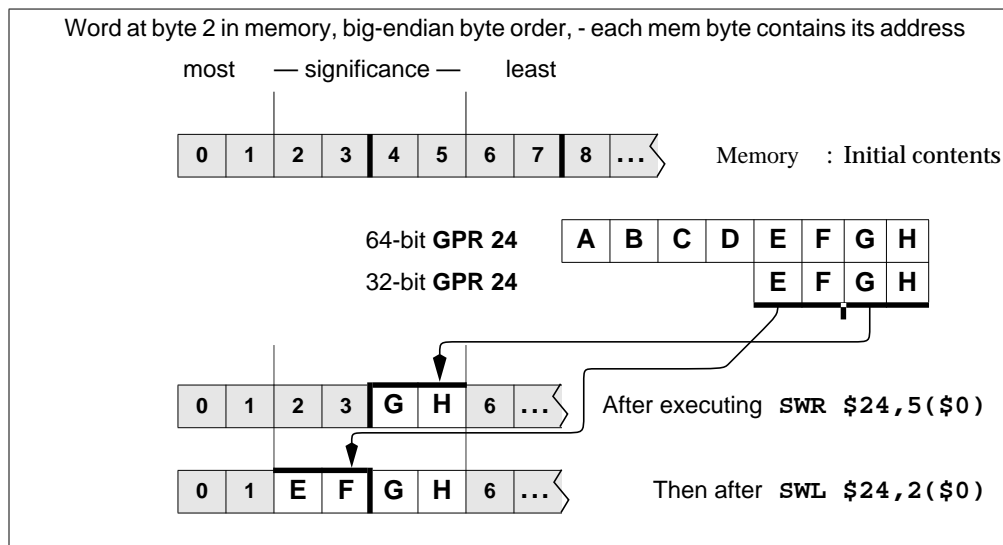 Word at byte 2 in memory, big-endian byte order, - each mem byte contains its address
most — significance — least
0 1 2 3 4 5 6 7 8 ... Memory : Initial contents
64-bit GPR 24 A B C D E F G H
32-bit GPR 24 E F G H
0 1 2 3 G H 6 ... After executing SWR $24,5($0)
0 1 E F G H 6 ... Then after SWL $24,2($0)